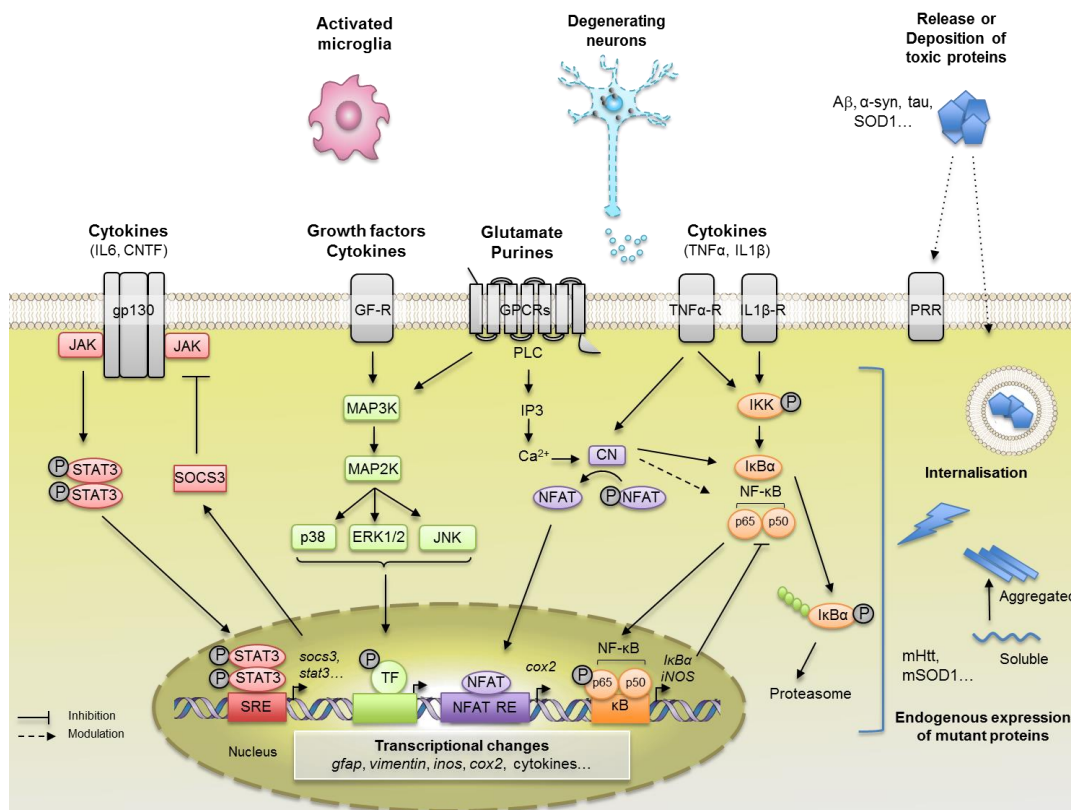 Activated
microglia
Degenerating
neurons
Release or
Deposition of
toxic proteins
Aβ, α-syn, tau,
SOD1…
Cytokines
(IL6, CNTF)
Growth factors
Cytokines
Glutamate
Purines
Cytokines
(TNFα, IL1β)
gp130
GF-R
GPCRs
TNFα-R
IL1β-R
PRR
JAK
JAK
PLC
MAP3K
IP3
IKK
P
MAP2K
Ca2+
CN
IκBα
P
STAT3
P
STAT3
SOCS3
NFAT
P
NFAT
NF-κB
p65
p50
Internalisation
p38
ERK1/2
JNK
IκBα
P
Aggregated
Soluble
mHtt,
mSOD1…
Proteasome
Endogenous expression
of mutant proteins
P
STAT3
P
STAT3
SRE
socs3,
stat3…
P
TF
NFAT
NFAT RE
cox2
NF-κB
P
p65
p50
κB
IκBα
iNOS
Nucleus
Transcriptional changes
gfap, vimentin, inos, cox2, cytokines…
Inhibition
Modulation